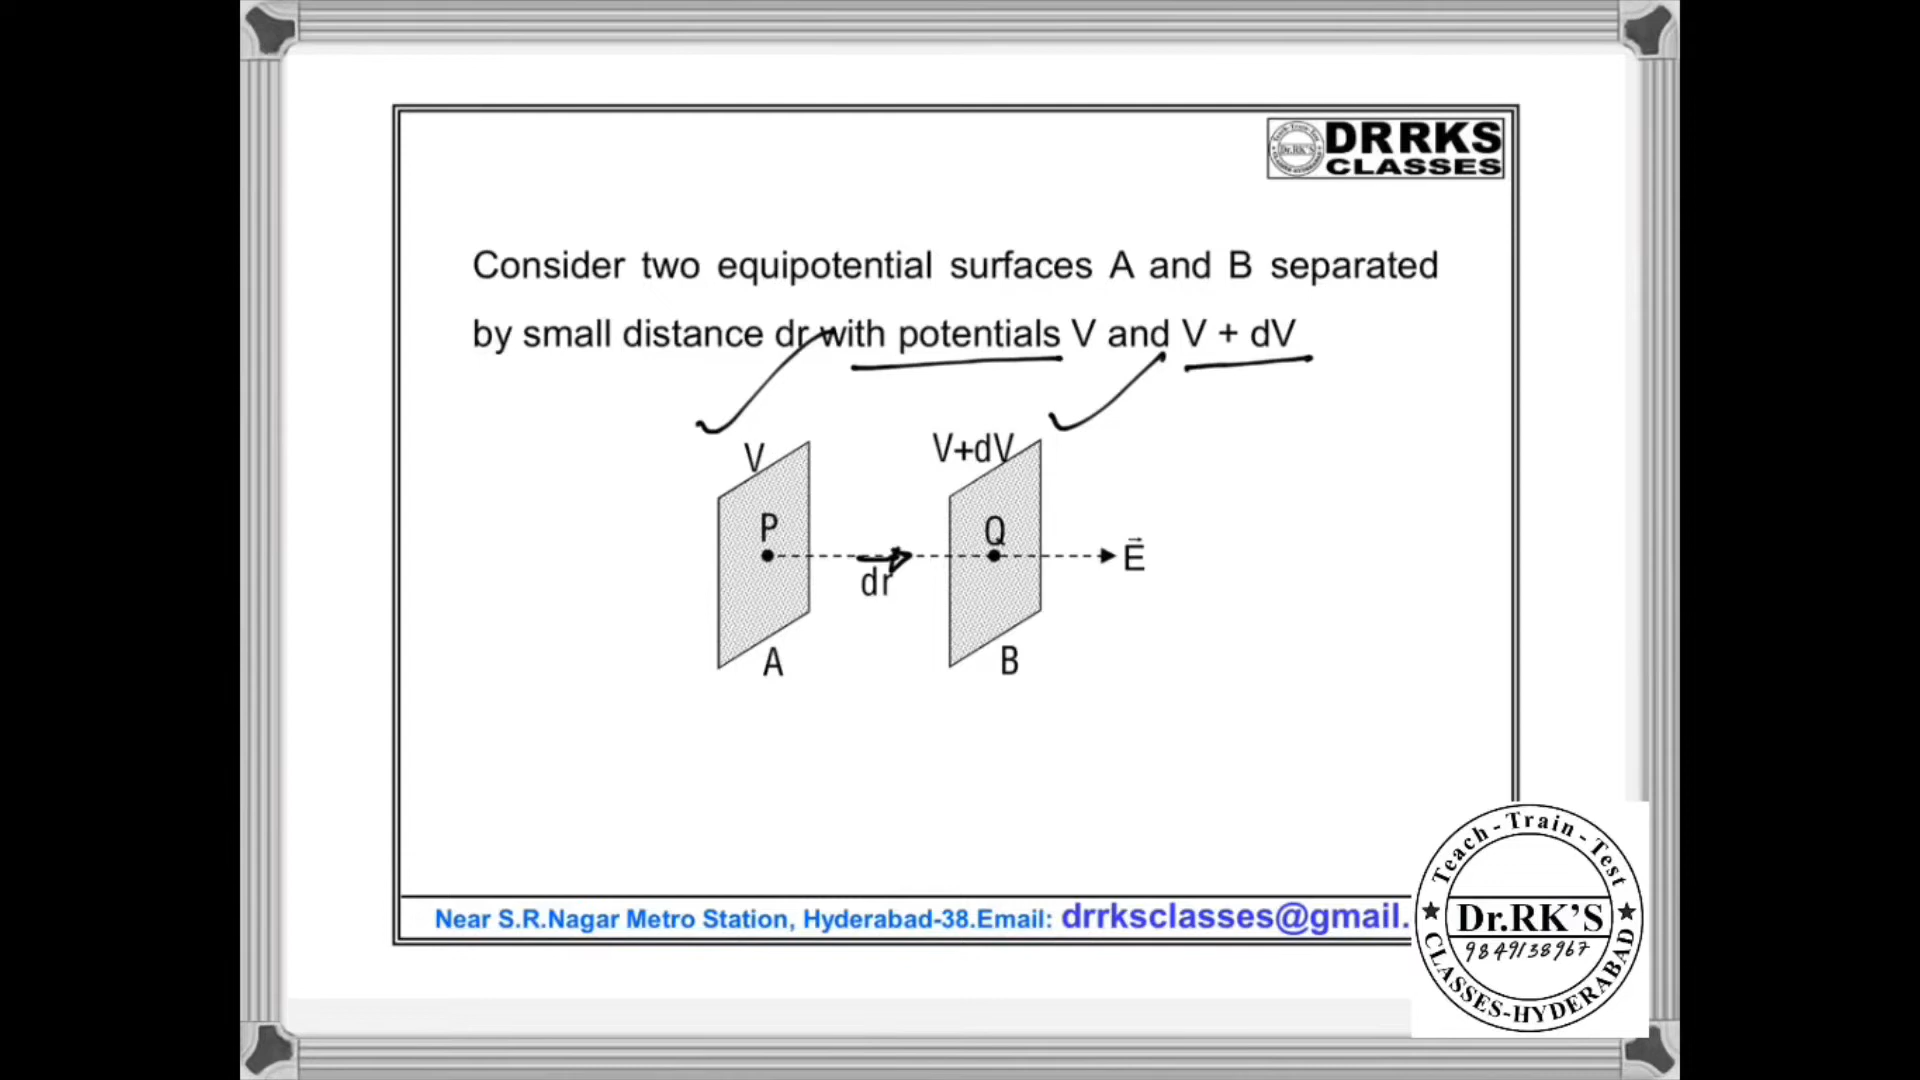 DRRKS
CLASSES
Consider two equipotential surfaces A and B separated
by small distance dr with potentials V and V + dV
V
V+dV
P
Q
dr
E⃗
A
B
Near S.R.Nagar Metro Station, Hyderabad-38.Email: drrksclasses@gmail.
Teach-Train-Test
Dr.RK'S
9849138967
CLASSES-HYDERABAD